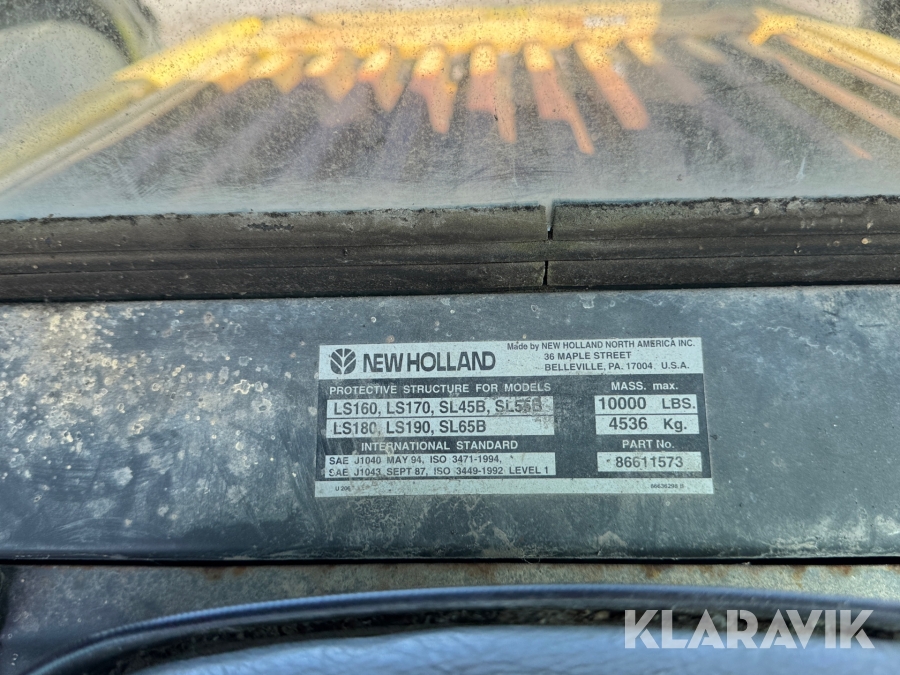 NEW HOLLAND
Made by NEW HOLLAND NORTH AMERICA INC.
36 MAPLE STREET
BELLEVILLE, PA. 17004 U.S.A.
PROTECTIVE STRUCTURE FOR MODELS
LS160, LS170, SL45B, SL55B
LS180, LS190, SL65B
INTERNATIONAL STANDARD
SAE J1040 MAY 94, ISO 3471-1994,
SAE J1043 SEPT 87, ISO 3449-1992 LEVEL 1
MASS. max.
10000 LBS.
4536 Kg.
PART No.
86611573
KLARAVIK